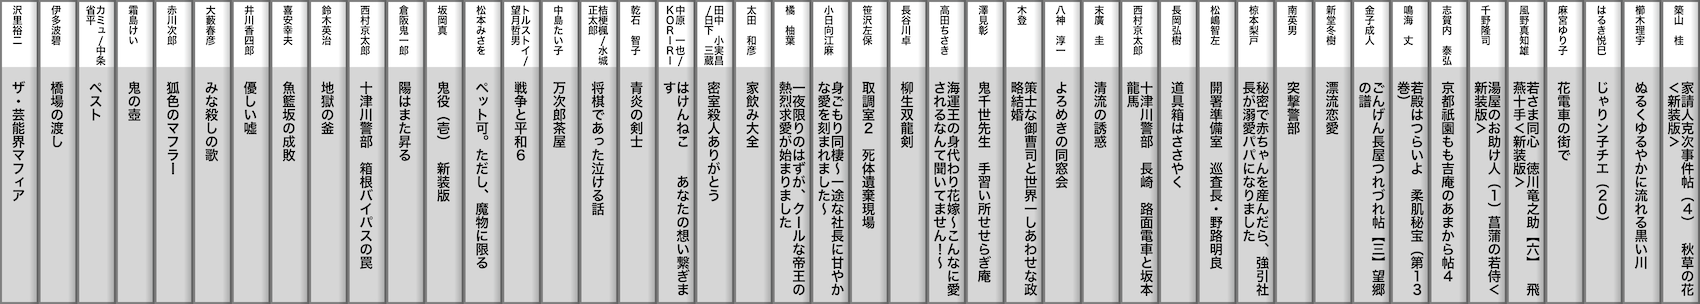 築山　桂
家請人克次事件帖（４）　秋草の花
＜新装版＞
櫛木理宇
ぬるくゆるやかに流れる黒い川
はるき悦巳
じゃりン子チエ（２０）
麻宮ゆり子
花電車の街で
風野真知雄
若さま同心　徳川竜之助【六】　飛
燕十手＜新装版＞
千野隆司
湯屋のお助け人（１）菖蒲の若侍＜
新装版＞
志賀内　泰弘
京都祇園もも吉庵のあまから帖４
鳴海　丈
若殿はつらいよ　柔肌秘宝（第１３
巻）
金子成人
ごんげん長屋つれづれ帖【三】望郷
の譜
新堂冬樹
漂流恋愛
南英男
突撃警部
椋本梨戸
秘密で赤ちゃんを産んだら、強引社
長が溺愛パパになりました
松嶋智左
開署準備室　巡査長・野路明良
長岡弘樹
道具箱はささやく
西村京太郎
十津川警部　長崎　路面電車と坂本
龍馬
末廣　圭
清流の誘惑
八神　淳一
よろめきの同窓会
木登
策士な御曹司と世界一しあわせな政
略結婚
澤見彰
鬼千世先生　手習い所せせらぎ庵
高田ちさき
海運王の身代わり花嫁～こんなに愛
されるなんて聞いてません！～
長谷川卓
柳生双龍剣
笹沢左保
取調室２　死体遺棄現場
小日向江麻
身ごもり同棲～一途な社長に甘やか
な愛を刻まれました～
橘　柚葉
一夜限りのはずが、クールな帝王の
熱烈求愛が始まりました
太田　和彦
家飲み大全
田中　小実昌
／日下　三蔵
密室殺人ありがとう
中原　一也／
ＫＯＲＩＲＩ
はけんねこ　　あなたの想い繋ぎま
す
乾石　智子
青炎の剣士
桔梗楓／水城
正太郎
将棋であった泣ける話
中島たい子
万次郎茶屋
トルストイ／
望月哲男
戦争と平和６
松本みさを
ペット可。ただし、魔物に限る
坂岡真
鬼役（壱）　新装版
倉阪鬼一郎
陽はまた昇る
西村京太郎
十津川警部　箱根バイパスの罠
鈴木英治
地獄の釜
喜安幸夫
魚籃坂の成敗
井川香四郎
優しい嘘
大藪春彦
みな殺しの歌
赤川次郎
狐色のマフラー
霜島けい
鬼の壺
カミュ／中条
省平
ペスト
伊多波碧
橋場の渡し
沢里裕二
ザ・芸能界マフィア